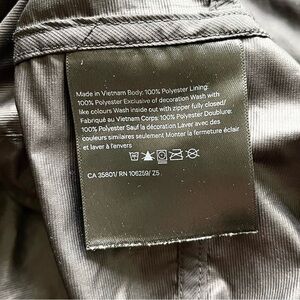 Made in Vietnam Body: 100% Polyester Lining:
100% Polyester Exclusive of decoration Wash with
like colours Wash inside out with zipper fully closed/
Fabriqué au Vietnam Corps: 100% Polyester Doublure:
100% Polyester Sauf la décoration Laver avec des
couleurs similaires seulement Monter la fermeture éclair
et laver à l'envers
CA 35801/ RN 106259/ ZS